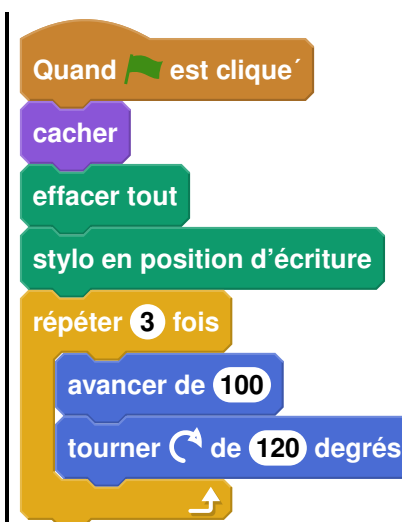 Quand est clique´
cacher
effacer tout
stylo en position d'écriture
répéter 3 fois
avancer de 100
tourner de 120 degrés